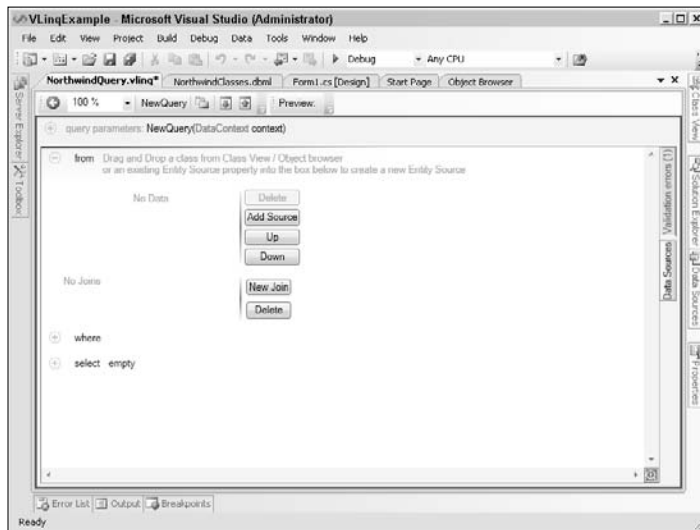 VLinqExample - Microsoft Visual Studio (Administrator)
File Edit View Project Build Debug Data Tools Window Help
Debug Any CPU
NorthwindQuery.vlinq* NorthwindClasses.dbml Form1.cs [Design] Start Page Object Browser
100 % NewQuery Preview:
query parameters: NewQuery(DataContext context)
from Drag and Drop a class from Class View / Object browser
or an existing Entity Source property into the box below to create a new Entity Source
No Data
Delete
Add Source
Up
Down
No Joins
New Join
Delete
where
select empty
Server Explorer
Toolbox
Validation errors (1)
Data Sources
Class View
Solution Explorer
Data Sources
Properties
Error List Output Breakpoints
Ready